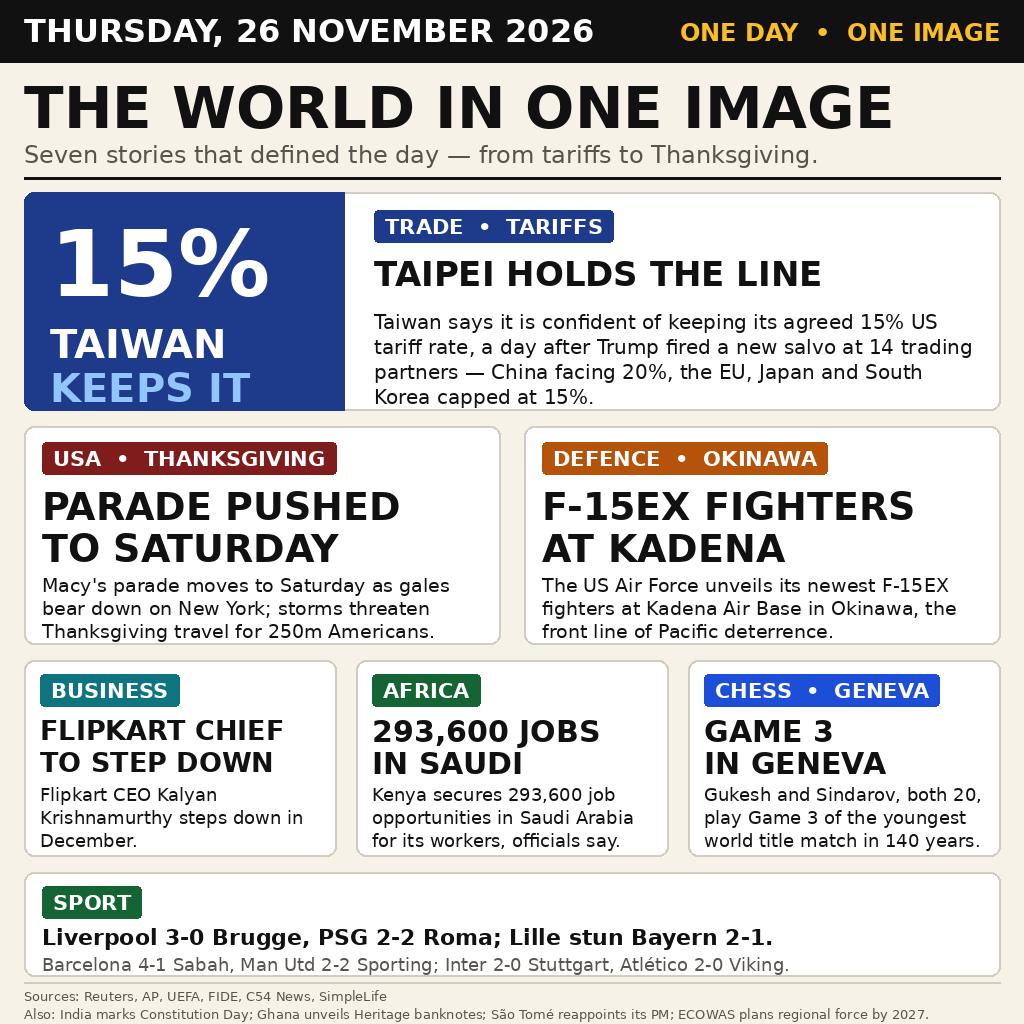 THURSDAY, 26 NOVEMBER 2026
ONE DAY • ONE IMAGE
THE WORLD IN ONE IMAGE
Seven stories that defined the day — from tariffs to Thanksgiving.
15%
TAIWAN
KEEPS IT
TRADE • TARIFFS
TAIPEI HOLDS THE LINE
Taiwan says it is confident of keeping its agreed 15% US
tariff rate, a day after Trump fired a new salvo at 14 trading
partners — China facing 20%, the EU, Japan and South
Korea capped at 15%.
USA • THANKSGIVING
PARADE PUSHED
TO SATURDAY
Macy's parade moves to Saturday as gales
bear down on New York; storms threaten
Thanksgiving travel for 250m Americans.
DEFENCE • OKINAWA
F-15EX FIGHTERS
AT KADENA
The US Air Force unveils its newest F-15EX
fighters at Kadena Air Base in Okinawa, the
front line of Pacific deterrence.
BUSINESS
FLIPKART CHIEF
TO STEP DOWN
Flipkart CEO Kalyan
Krishnamurthy steps down in
December.
AFRICA
293,600 JOBS
IN SAUDI
Kenya secures 293,600 job
opportunities in Saudi Arabia
for its workers, officials say.
CHESS • GENEVA
GAME 3
IN GENEVA
Gukesh and Sindarov, both 20,
play Game 3 of the youngest
world title match in 140 years.
SPORT
Liverpool 3-0 Brugge, PSG 2-2 Roma; Lille stun Bayern 2-1.
Barcelona 4-1 Sabah, Man Utd 2-2 Sporting; Inter 2-0 Stuttgart, Atlético 2-0 Viking.
Sources: Reuters, AP, UEFA, FIDE, C54 News, SimpleLife
Also: India marks Constitution Day; Ghana unveils Heritage banknotes; São Tomé reappoints its PM; ECOWAS plans regional force by 2027.